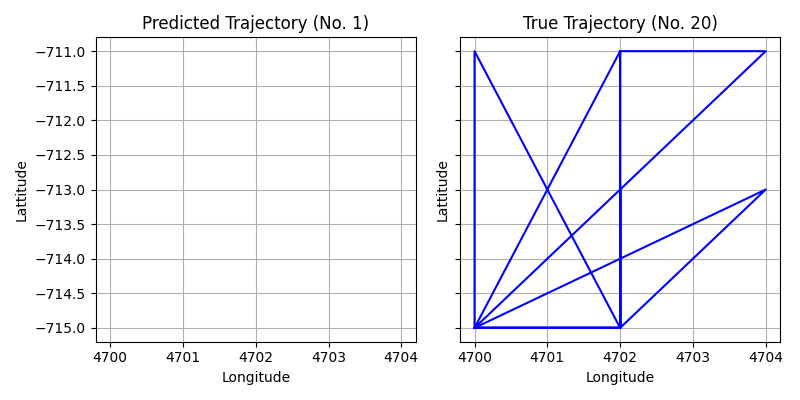 Predicted Trajectory (No. 1)
True Trajectory (No. 20)
Lattitude
−711.0
−711.5
−712.0
−712.5
−713.0
−713.5
−714.0
−714.5
−715.0
4700 4701 4702 4703 4704
Longitude
Lattitude
4700 4701 4702 4703 4704
Longitude